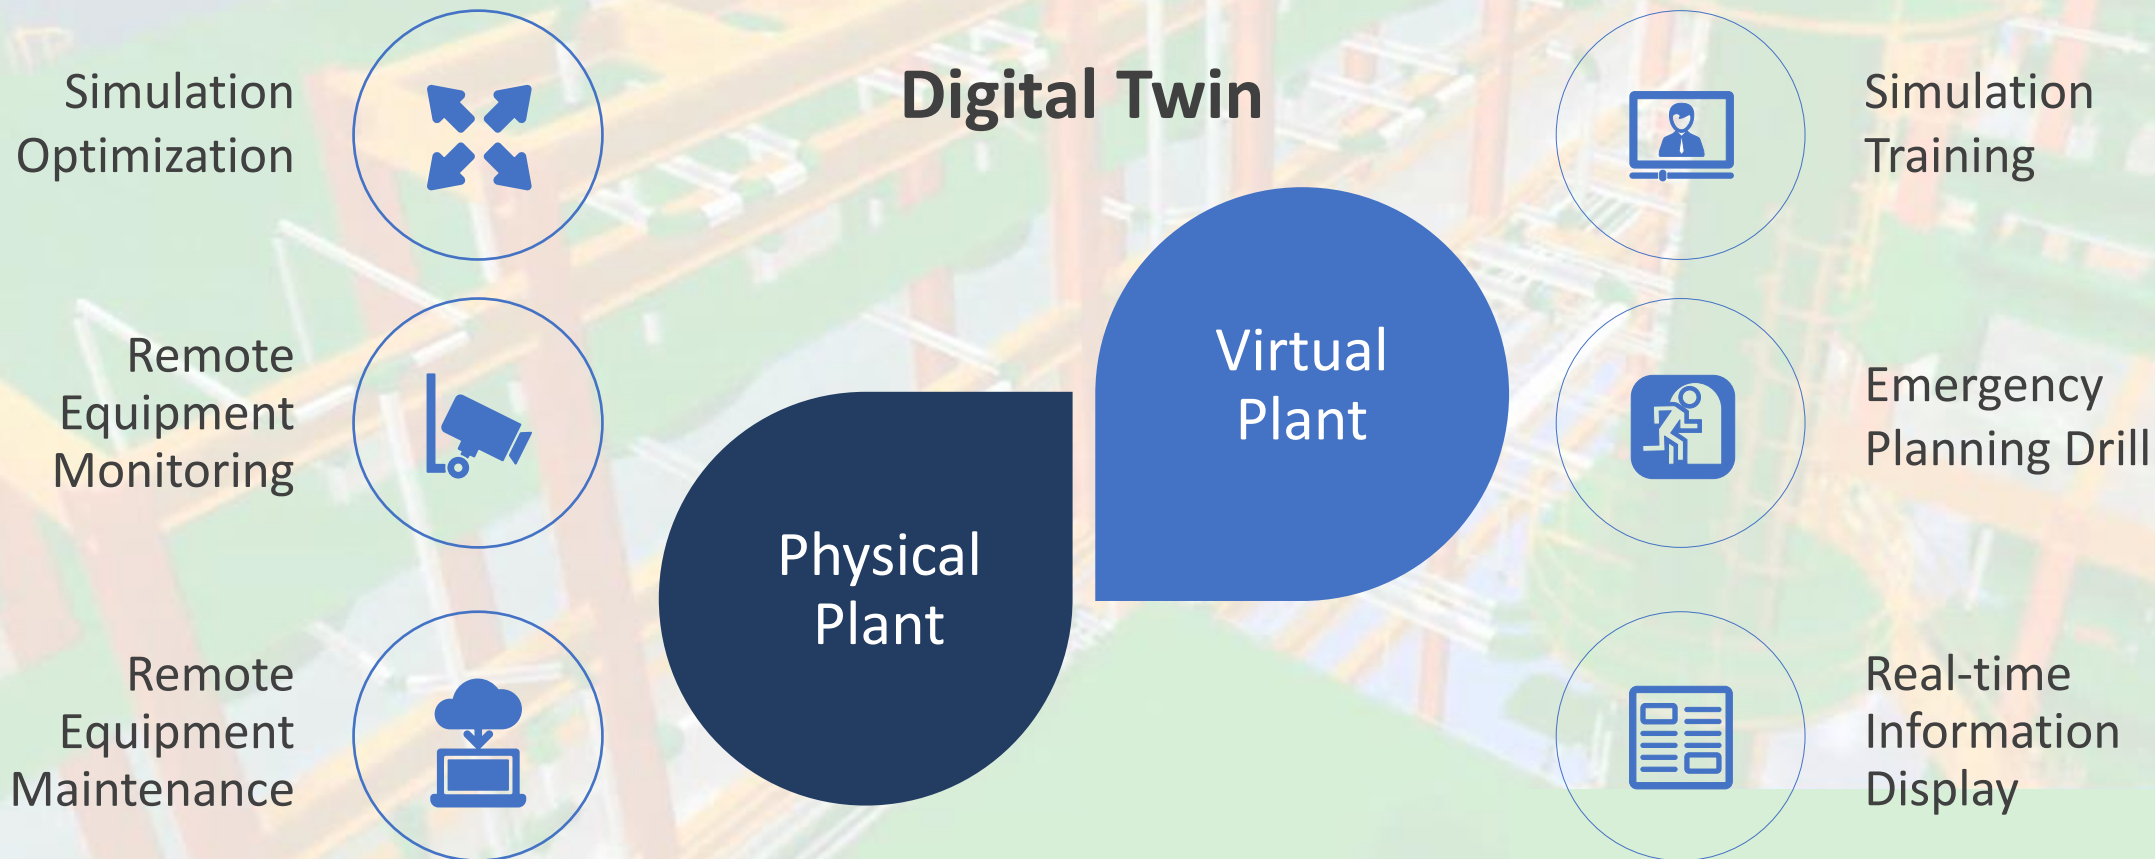 Digital Twin
Simulation
Optimization
Remote
Equipment
Monitoring
Remote
Equipment
Maintenance
Physical
Plant
Virtual
Plant
Simulation
Training
Emergency
Planning Drill
Real-time
Information
Display